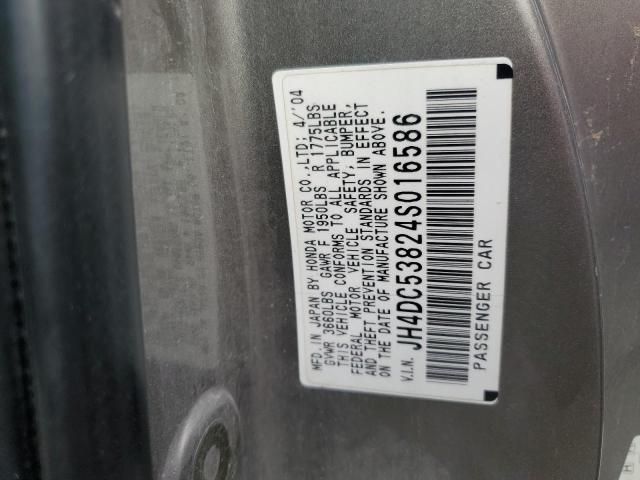 MFD.IN JAPAN BY HONDA MOTOR CO.,LTD; 4/'04
GVWR 3660LBS GAWR F 1950LBS R 1775LBS
THIS VEHICLE CONFORMS TO ALL APPLICABLE
FEDERAL MOTOR VEHICLE SAFETY, BUMPER,
AND THEFT PREVENTION STANDARDS IN EFFECT
ON THE DATE OF MANUFACTURE SHOWN ABOVE.
V.I.N. JH4DC53824S016586
PASSENGER CAR